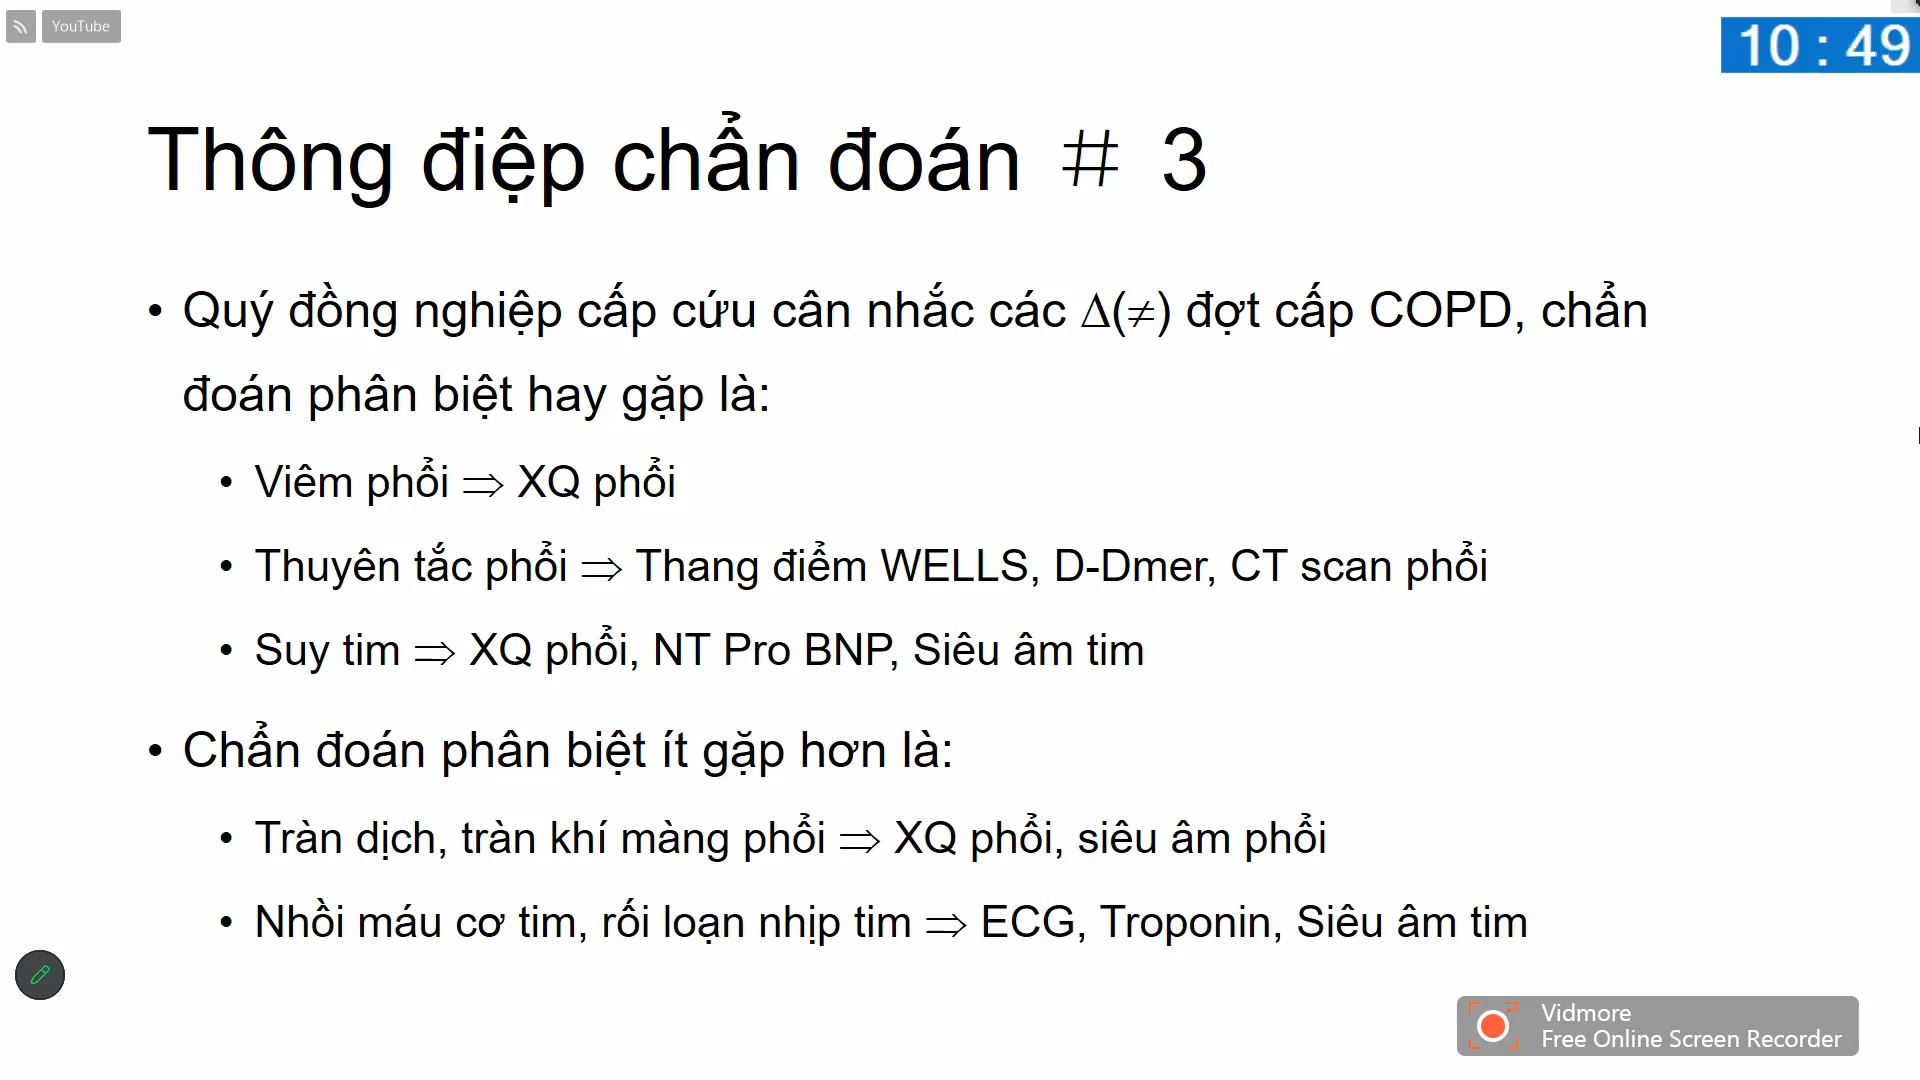 YouTube
10 : 49
Thông điệp chẩn đoán # 3
• Quý đồng nghiệp cấp cứu cân nhắc các Δ(≠) đợt cấp COPD, chẩn
đoán phân biệt hay gặp là:
• Viêm phổi ⇒ XQ phổi
• Thuyên tắc phổi ⇒ Thang điểm WELLS, D-Dmer, CT scan phổi
• Suy tim ⇒ XQ phổi, NT Pro BNP, Siêu âm tim
• Chẩn đoán phân biệt ít gặp hơn là:
• Tràn dịch, tràn khí màng phổi ⇒ XQ phổi, siêu âm phổi
• Nhồi máu cơ tim, rối loạn nhịp tim ⇒ ECG, Troponin, Siêu âm tim
Vidmore
Free Online Screen Recorder